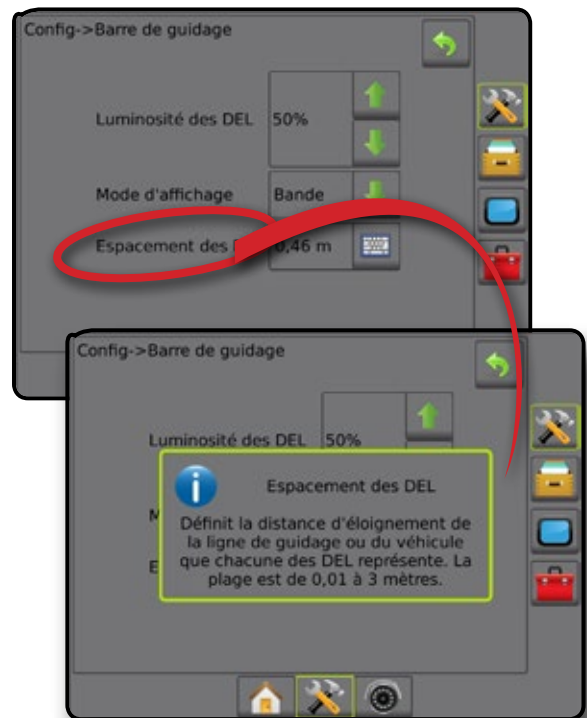 Config->Barre de guidage
Luminosité des DEL 50%
Mode d'affichage Bande
Espacement des 0,46 m
Config->Barre de guidage
Luminosité des DEL 50%
M
E
Espacement des DEL
Définit la distance d'éloignement de
la ligne de guidage ou du véhicule
que chacune des DEL représente. La
plage est de 0,01 à 3 mètres.